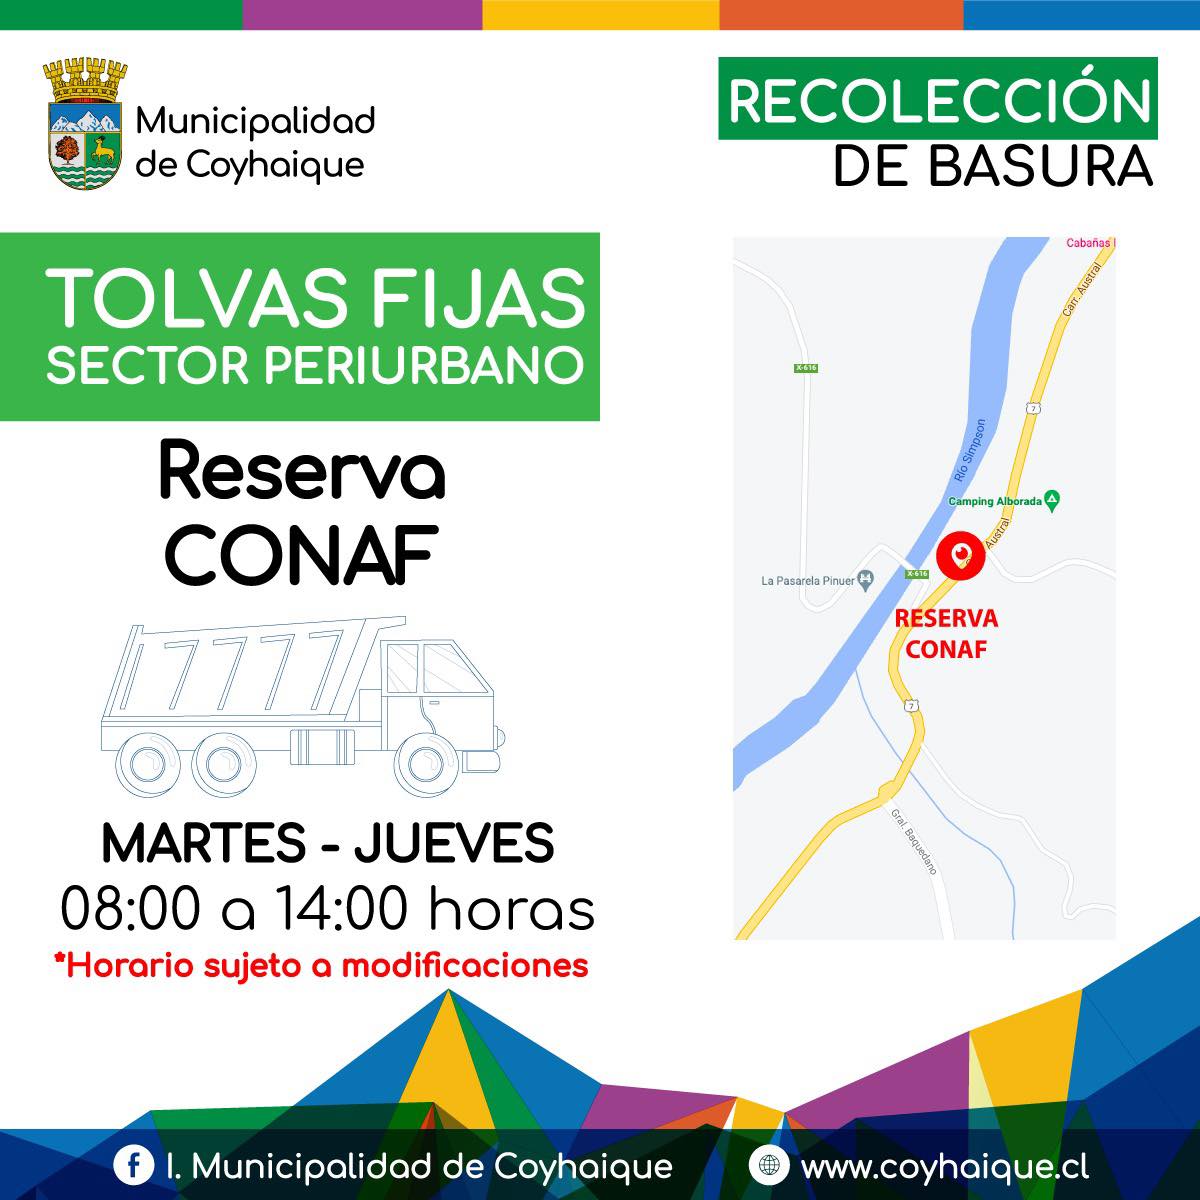 Municipalidad
de Coyhaique
RECOLECCIÓN
DE BASURA
TOLVAS FIJAS
SECTOR PERIURBANO
Reserva
CONAF
MARTES - JUEVES
08:00 a 14:00 horas
*Horario sujeto a modificaciones
Cabañas
Carr. Austral
X-616
7
Río Simpson
Camping Alborada
Austral
La Pasarela Pinuer
X-616
RESERVA
CONAF
7
Gral. Baquedano
I. Municipalidad de Coyhaique
www.coyhaique.cl